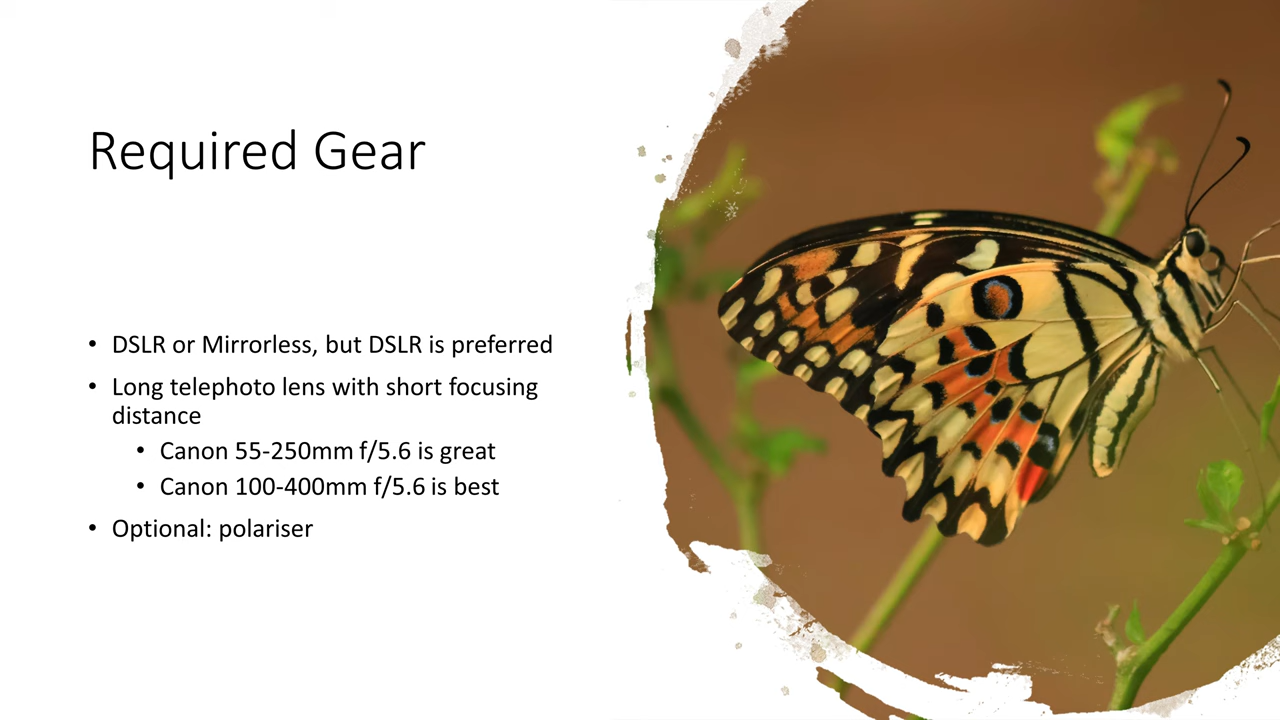 Required Gear
• DSLR or Mirrorless, but DSLR is preferred
• Long telephoto lens with short focusing
distance
• Canon 55-250mm f/5.6 is great
• Canon 100-400mm f/5.6 is best
• Optional: polariser